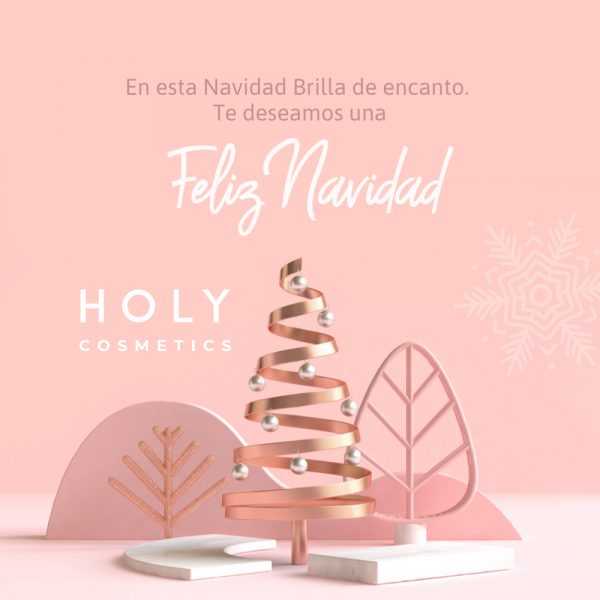 En esta Navidad Brilla de encanto.
Te deseamos una
Feliz Navidad
HOLY
COSMETICS